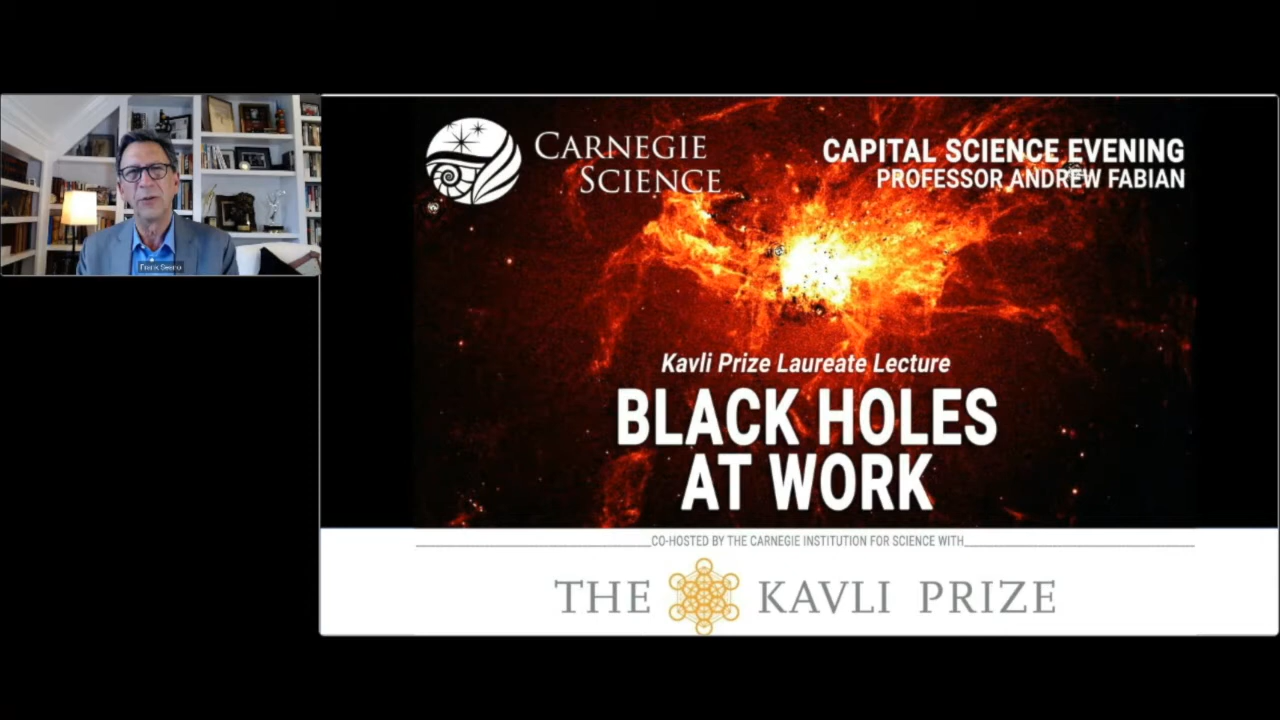 Frank Sesno
CARNEGIE
SCIENCE
CAPITAL SCIENCE EVENING
PROFESSOR ANDREW FABIAN
Kavli Prize Laureate Lecture
BLACK HOLES
AT WORK
CO-HOSTED BY THE CARNEGIE INSTITUTION FOR SCIENCE WITH
THE KAVLI PRIZE